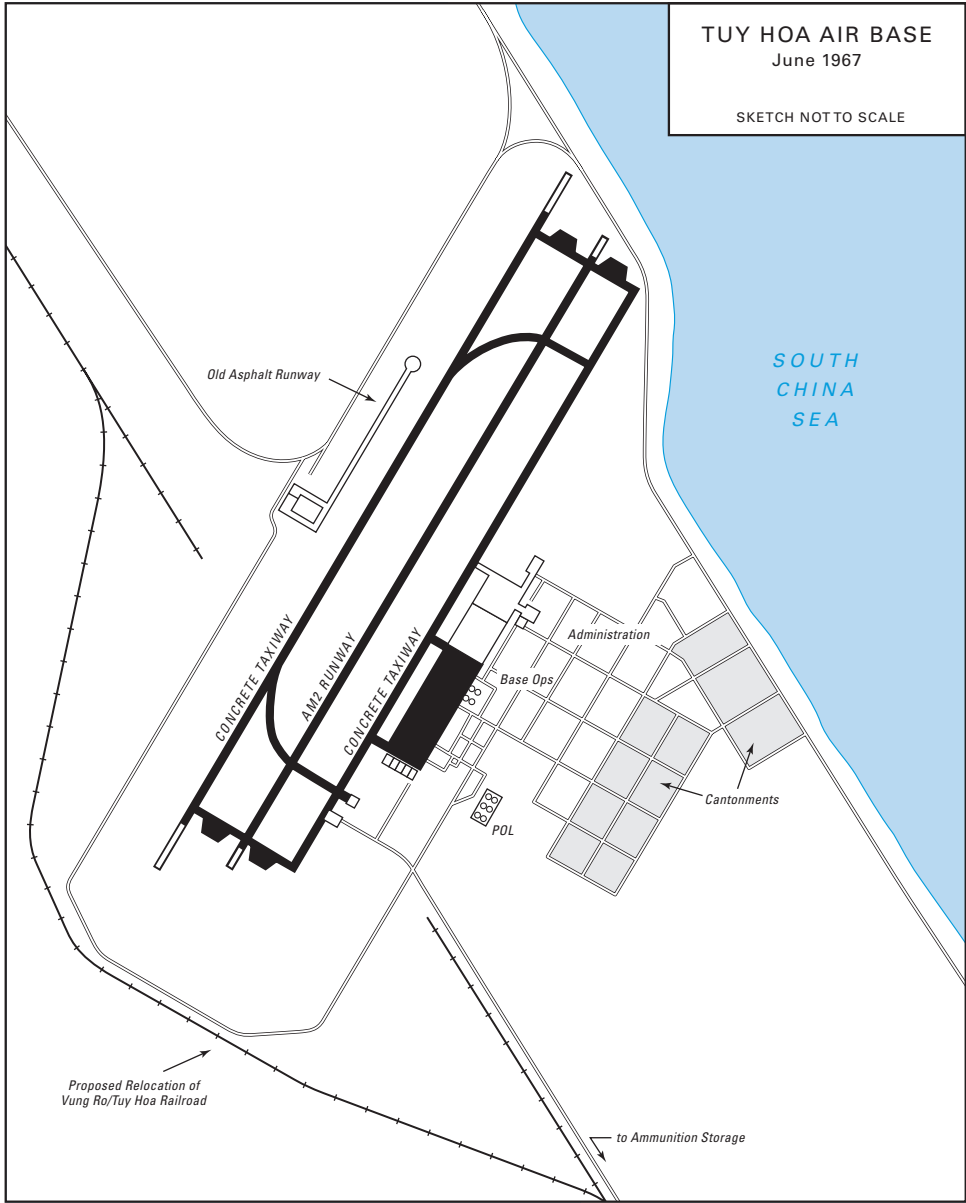 TUY HOA AIR BASE
June 1967
SKETCH NOT TO SCALE
SOUTH
CHINA
SEA
Old Asphalt Runway
CONCRETE TAXIWAY
AM2 RUNWAY
CONCRETE TAXIWAY
Administration
Base Ops
Cantonments
POL
Proposed Relocation of
Vung Ro/Tuy Hoa Railroad
to Ammunition Storage